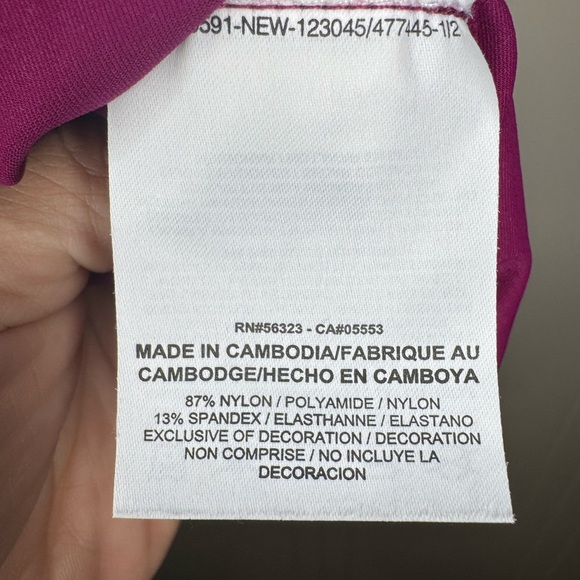 591-NEW-123045/477445-1/2
RN#56323 - CA#05553
MADE IN CAMBODIA/FABRIQUE AU
CAMBODGE/HECHO EN CAMBOYA
87% NYLON / POLYAMIDE / NYLON
13% SPANDEX / ELASTHANNE / ELASTANO
EXCLUSIVE OF DECORATION / DECORATION
NON COMPRISE / NO INCLUYE LA
DECORACION